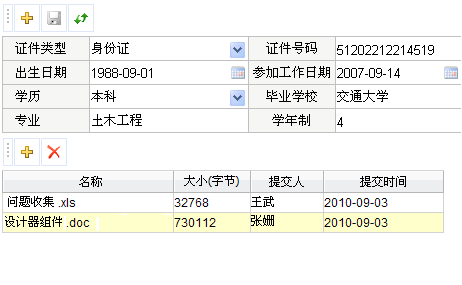 证件类型 身份证 证件号码 51202212214519
出生日期 1988-09-01 参加工作日期 2007-09-14
学历 本科 毕业学校 交通大学
专业 土木工程 学年制 4
名称 大小(字节) 提交人 提交时间
问题收集 .xls 32768 王武 2010-09-03
设计器组件 .doc 730112 张姗 2010-09-03